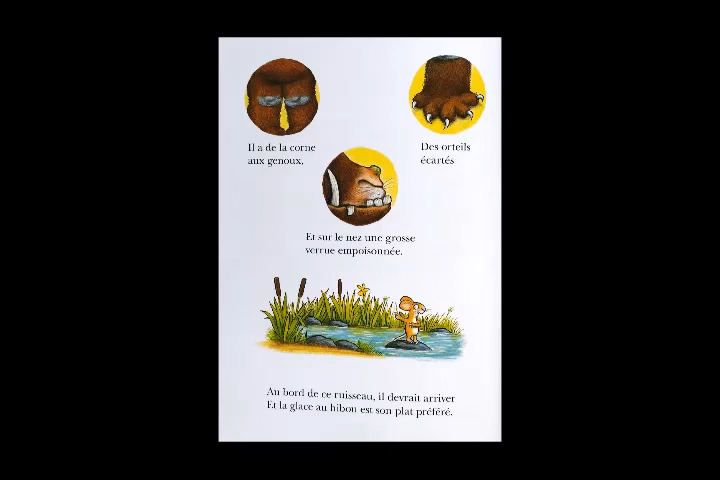 Il a de la corne
aux genoux,
Des orteils
écartés
Et sur le nez une grosse
verrue empoisonnée.
Au bord de ce ruisseau, il devrait arriver
Et la glace au hibou est son plat préféré.